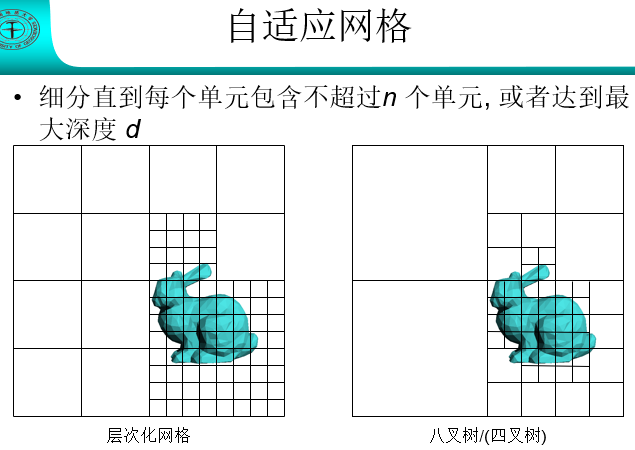 自适应网格
• 细分直到每个单元包含不超过n 个单元, 或者达到最
大深度 d
层次化网格
八叉树/(四叉树)